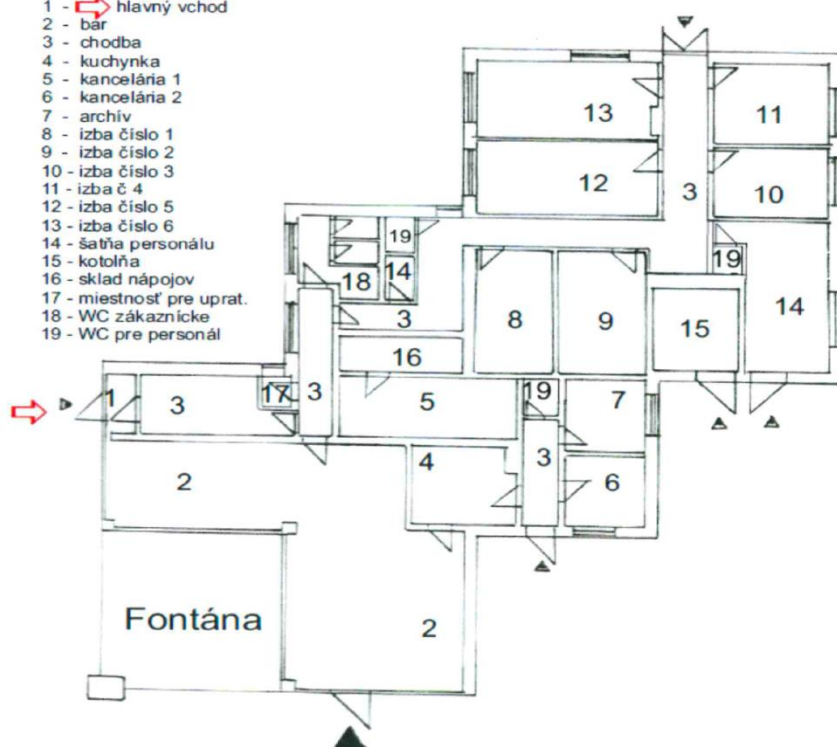 1 - hlavný vchod
2 - bar
3 - chodba
4 - kuchynka
5 - kancelária 1
6 - kancelária 2
7 - archív
8 - izba číslo 1
9 - izba číslo 2
10 - izba číslo 3
11 - izba č 4
12 - izba číslo 5
13 - izba číslo 6
14 - šatňa personálu
15 - kotolňa
16 - sklad nápojov
17 - miestnosť pre uprat.
18 - WC zákaznícke
19 - WC pre personál
13
11
12
3
10
19
18
14
19
14
3
8
9
15
16
1
3
17
3
5
19
7
4
3
6
2
Fontána
2